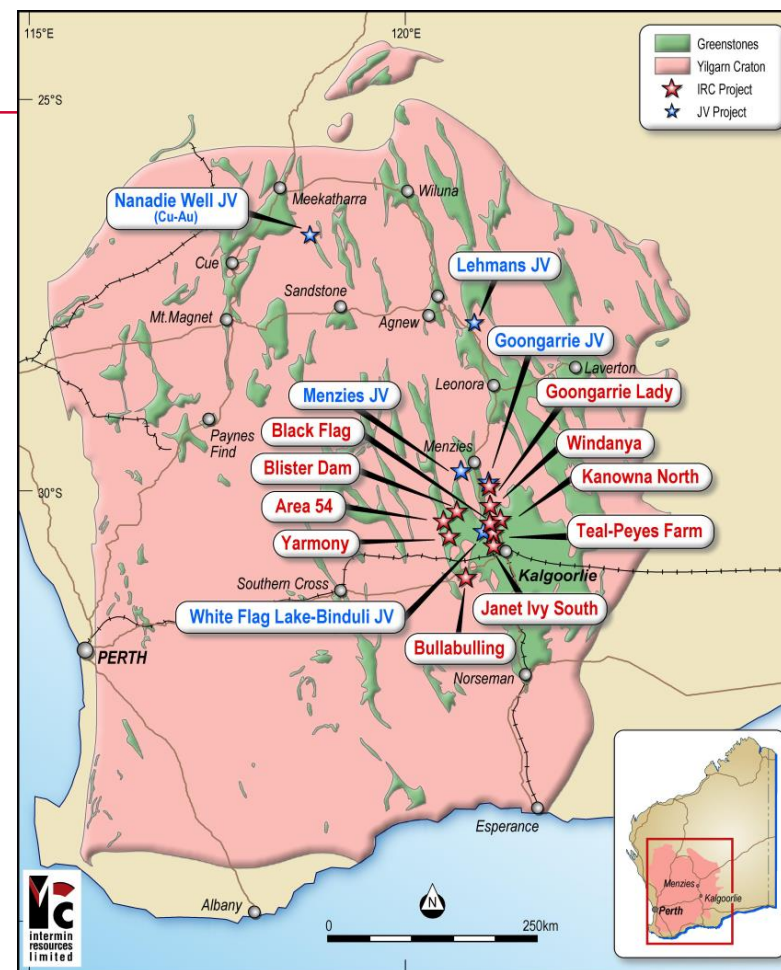 115°E
120°E
25°S
30°S
Greenstones
Yilgarn Craton
IRC Project
JV Project
Nanadie Well JV
(Cu-Au)
Meekatharra
Wiluna
Cue
Lehmans JV
Sandstone
Mt.Magnet
Agnew
Goongarrie JV
Laverton
Leonora
Menzies JV
Goongarrie Lady
Black Flag
Paynes
Find
Menzies
Windanya
Blister Dam
Kanowna North
Area 54
Teal-Peyes Farm
Yarmony
Kalgoorlie
Southern Cross
White Flag Lake-Binduli JV
Janet Ivy South
Bullabulling
PERTH
Norseman
Esperance
Albany
N
0
250km
intermin
resources
limited
Menzies
Kalgoorlie
Perth